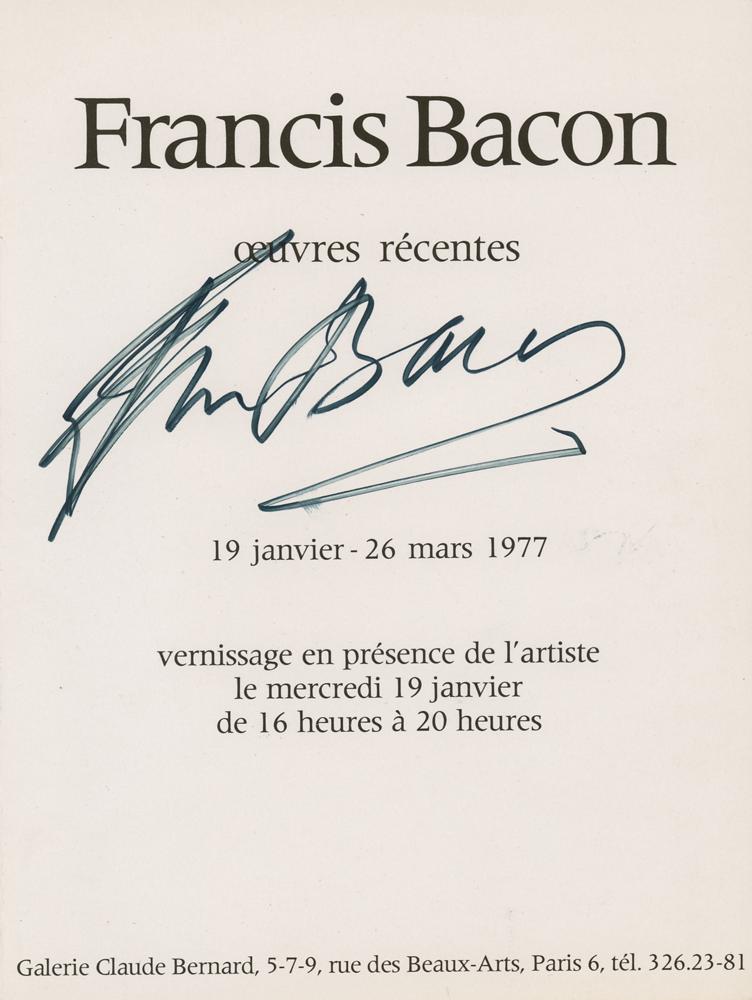 Francis Bacon
œuvres récentes
Francis Bacon
19 janvier - 26 mars 1977
vernissage en présence de l'artiste
le mercredi 19 janvier
de 16 heures à 20 heures
Galerie Claude Bernard, 5-7-9, rue des Beaux-Arts, Paris 6, tél. 326.23-81